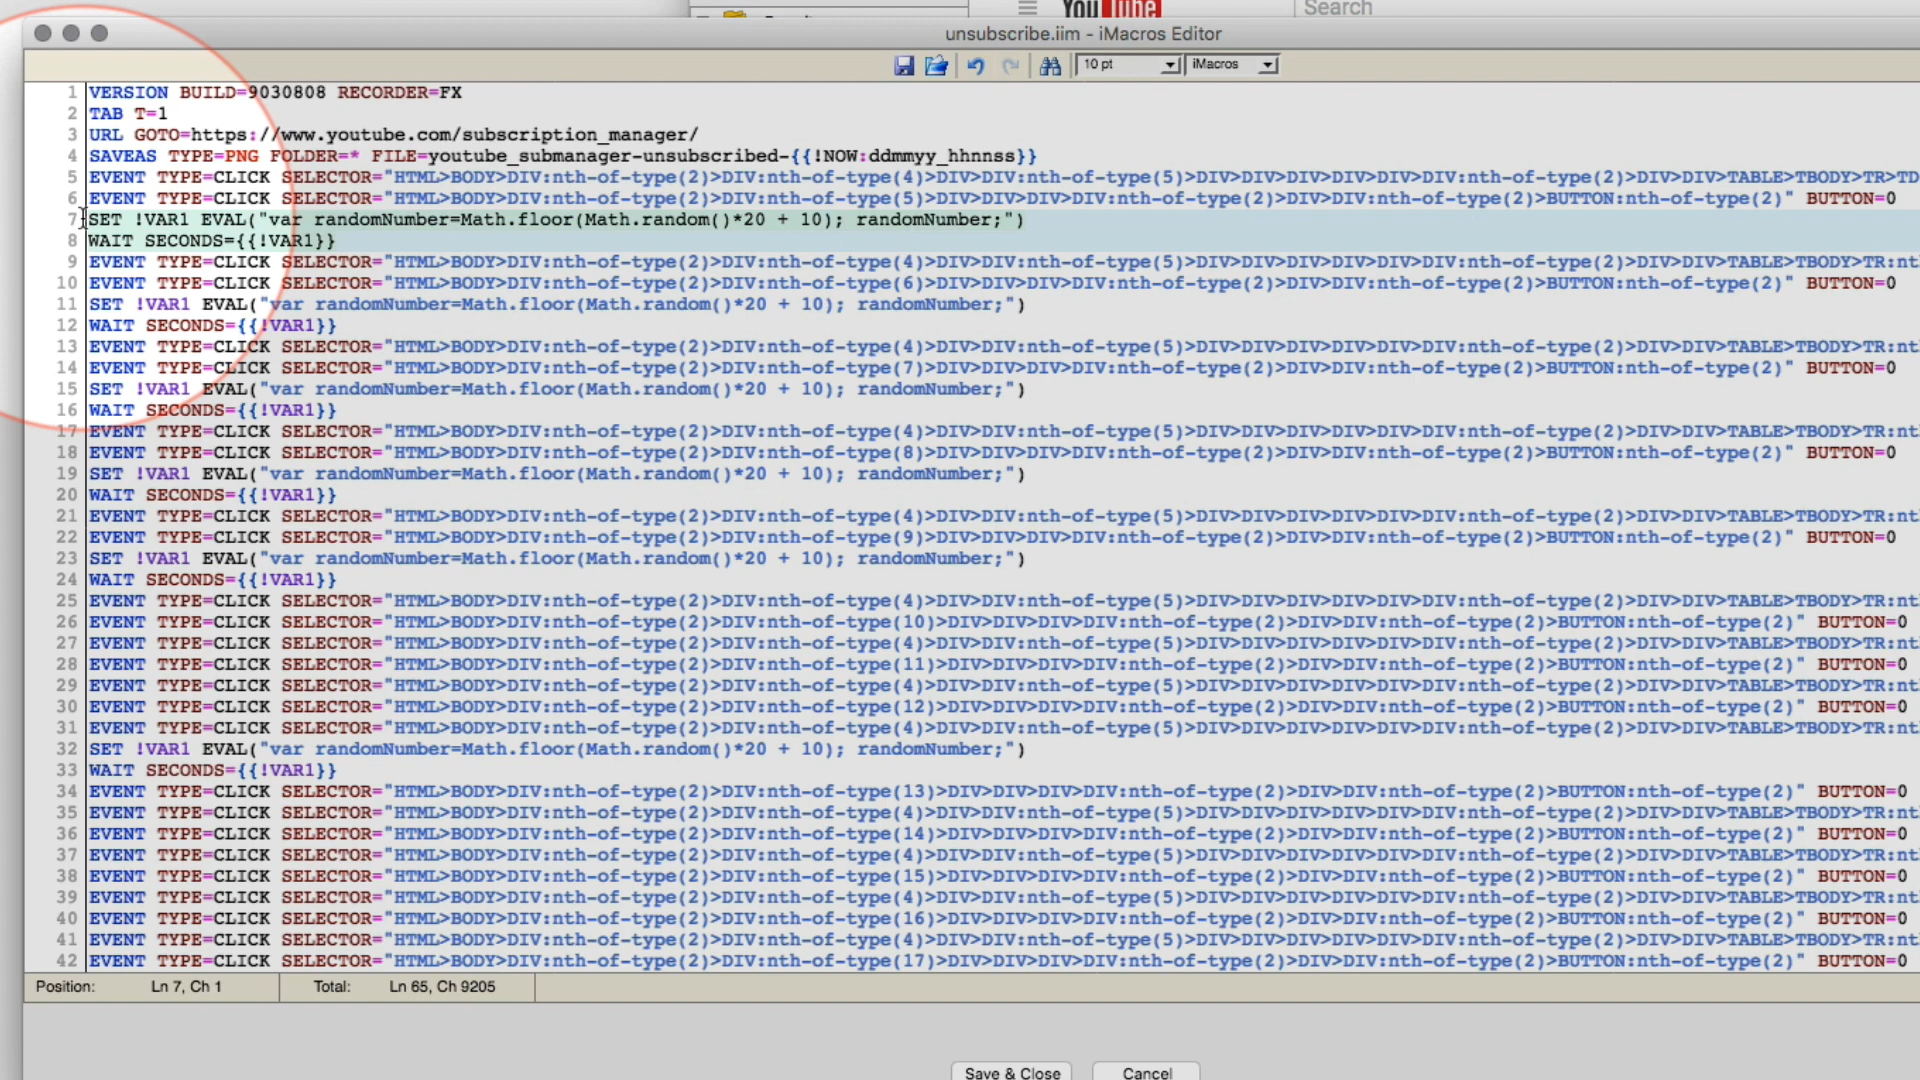 YouTube
Search
unsubscribe.iim - iMacros Editor
10 pt
iMacros
1 VERSION BUILD=9030808 RECORDER=FX
2 TAB T=1
3 URL GOTO=https://www.youtube.com/subscription_manager/
4 SAVEAS TYPE=PNG FOLDER=* FILE=youtube_submanager-unsubscribed-{{!NOW:ddmmyy_hhnnss}}
5 EVENT TYPE=CLICK SELECTOR="HTML>BODY>DIV:nth-of-type(2)>DIV:nth-of-type(4)>DIV>DIV:nth-of-type(5)>DIV>DIV>DIV>DIV>DIV>DIV:nth-of-type(2)>DIV>DIV>TABLE>TBODY>TR>TD
6 EVENT TYPE=CLICK SELECTOR="HTML>BODY>DIV:nth-of-type(2)>DIV:nth-of-type(5)>DIV>DIV>DIV>DIV:nth-of-type(2)>DIV>DIV:nth-of-type(2)>BUTTON:nth-of-type(2)" BUTTON=0
7 SET !VAR1 EVAL("var randomNumber=Math.floor(Math.random()*20 + 10); randomNumber;")
8 WAIT SECONDS={{!VAR1}}
9 EVENT TYPE=CLICK SELECTOR="HTML>BODY>DIV:nth-of-type(2)>DIV:nth-of-type(4)>DIV>DIV:nth-of-type(5)>DIV>DIV>DIV>DIV>DIV>DIV:nth-of-type(2)>DIV>DIV>TABLE>TBODY>TR:nt
10 EVENT TYPE=CLICK SELECTOR="HTML>BODY>DIV:nth-of-type(2)>DIV:nth-of-type(6)>DIV>DIV>DIV>DIV:nth-of-type(2)>DIV>DIV:nth-of-type(2)>BUTTON:nth-of-type(2)" BUTTON=0
11 SET !VAR1 EVAL("var randomNumber=Math.floor(Math.random()*20 + 10); randomNumber;")
12 WAIT SECONDS={{!VAR1}}
13 EVENT TYPE=CLICK SELECTOR="HTML>BODY>DIV:nth-of-type(2)>DIV:nth-of-type(4)>DIV>DIV:nth-of-type(5)>DIV>DIV>DIV>DIV>DIV>DIV:nth-of-type(2)>DIV>DIV>TABLE>TBODY>TR:nt
14 EVENT TYPE=CLICK SELECTOR="HTML>BODY>DIV:nth-of-type(2)>DIV:nth-of-type(7)>DIV>DIV>DIV>DIV:nth-of-type(2)>DIV>DIV:nth-of-type(2)>BUTTON:nth-of-type(2)" BUTTON=0
15 SET !VAR1 EVAL("var randomNumber=Math.floor(Math.random()*20 + 10); randomNumber;")
16 WAIT SECONDS={{!VAR1}}
17 EVENT TYPE=CLICK SELECTOR="HTML>BODY>DIV:nth-of-type(2)>DIV:nth-of-type(4)>DIV>DIV:nth-of-type(5)>DIV>DIV>DIV>DIV>DIV>DIV:nth-of-type(2)>DIV>DIV>TABLE>TBODY>TR:nt
18 EVENT TYPE=CLICK SELECTOR="HTML>BODY>DIV:nth-of-type(2)>DIV:nth-of-type(8)>DIV>DIV>DIV>DIV:nth-of-type(2)>DIV>DIV:nth-of-type(2)>BUTTON:nth-of-type(2)" BUTTON=0
19 SET !VAR1 EVAL("var randomNumber=Math.floor(Math.random()*20 + 10); randomNumber;")
20 WAIT SECONDS={{!VAR1}}
21 EVENT TYPE=CLICK SELECTOR="HTML>BODY>DIV:nth-of-type(2)>DIV:nth-of-type(4)>DIV>DIV:nth-of-type(5)>DIV>DIV>DIV>DIV>DIV>DIV:nth-of-type(2)>DIV>DIV>TABLE>TBODY>TR:nt
22 EVENT TYPE=CLICK SELECTOR="HTML>BODY>DIV:nth-of-type(2)>DIV:nth-of-type(9)>DIV>DIV>DIV>DIV:nth-of-type(2)>DIV>DIV:nth-of-type(2)>BUTTON:nth-of-type(2)" BUTTON=0
23 SET !VAR1 EVAL("var randomNumber=Math.floor(Math.random()*20 + 10); randomNumber;")
24 WAIT SECONDS={{!VAR1}}
25 EVENT TYPE=CLICK SELECTOR="HTML>BODY>DIV:nth-of-type(2)>DIV:nth-of-type(4)>DIV>DIV:nth-of-type(5)>DIV>DIV>DIV>DIV>DIV>DIV:nth-of-type(2)>DIV>DIV>TABLE>TBODY>TR:nt
26 EVENT TYPE=CLICK SELECTOR="HTML>BODY>DIV:nth-of-type(2)>DIV:nth-of-type(10)>DIV>DIV>DIV>DIV:nth-of-type(2)>DIV>DIV:nth-of-type(2)>BUTTON:nth-of-type(2)" BUTTON=0
27 EVENT TYPE=CLICK SELECTOR="HTML>BODY>DIV:nth-of-type(2)>DIV:nth-of-type(4)>DIV>DIV:nth-of-type(5)>DIV>DIV>DIV>DIV>DIV>DIV:nth-of-type(2)>DIV>DIV>TABLE>TBODY>TR:nt
28 EVENT TYPE=CLICK SELECTOR="HTML>BODY>DIV:nth-of-type(2)>DIV:nth-of-type(11)>DIV>DIV>DIV>DIV:nth-of-type(2)>DIV>DIV:nth-of-type(2)>BUTTON:nth-of-type(2)" BUTTON=0
29 EVENT TYPE=CLICK SELECTOR="HTML>BODY>DIV:nth-of-type(2)>DIV:nth-of-type(4)>DIV>DIV:nth-of-type(5)>DIV>DIV>DIV>DIV>DIV>DIV:nth-of-type(2)>DIV>DIV>TABLE>TBODY>TR:nt
30 EVENT TYPE=CLICK SELECTOR="HTML>BODY>DIV:nth-of-type(2)>DIV:nth-of-type(12)>DIV>DIV>DIV>DIV:nth-of-type(2)>DIV>DIV:nth-of-type(2)>BUTTON:nth-of-type(2)" BUTTON=0
31 EVENT TYPE=CLICK SELECTOR="HTML>BODY>DIV:nth-of-type(2)>DIV:nth-of-type(4)>DIV>DIV:nth-of-type(5)>DIV>DIV>DIV>DIV>DIV>DIV:nth-of-type(2)>DIV>DIV>TABLE>TBODY>TR:nt
32 SET !VAR1 EVAL("var randomNumber=Math.floor(Math.random()*20 + 10); randomNumber;")
33 WAIT SECONDS={{!VAR1}}
34 EVENT TYPE=CLICK SELECTOR="HTML>BODY>DIV:nth-of-type(2)>DIV:nth-of-type(13)>DIV>DIV>DIV>DIV:nth-of-type(2)>DIV>DIV:nth-of-type(2)>BUTTON:nth-of-type(2)" BUTTON=0
35 EVENT TYPE=CLICK SELECTOR="HTML>BODY>DIV:nth-of-type(2)>DIV:nth-of-type(4)>DIV>DIV:nth-of-type(5)>DIV>DIV>DIV>DIV>DIV>DIV:nth-of-type(2)>DIV>DIV>TABLE>TBODY>TR:nt
36 EVENT TYPE=CLICK SELECTOR="HTML>BODY>DIV:nth-of-type(2)>DIV:nth-of-type(14)>DIV>DIV>DIV>DIV:nth-of-type(2)>DIV>DIV:nth-of-type(2)>BUTTON:nth-of-type(2)" BUTTON=0
37 EVENT TYPE=CLICK SELECTOR="HTML>BODY>DIV:nth-of-type(2)>DIV:nth-of-type(4)>DIV>DIV:nth-of-type(5)>DIV>DIV>DIV>DIV>DIV>DIV:nth-of-type(2)>DIV>DIV>TABLE>TBODY>TR:nt
38 EVENT TYPE=CLICK SELECTOR="HTML>BODY>DIV:nth-of-type(2)>DIV:nth-of-type(15)>DIV>DIV>DIV>DIV:nth-of-type(2)>DIV>DIV:nth-of-type(2)>BUTTON:nth-of-type(2)" BUTTON=0
39 EVENT TYPE=CLICK SELECTOR="HTML>BODY>DIV:nth-of-type(2)>DIV:nth-of-type(4)>DIV>DIV:nth-of-type(5)>DIV>DIV>DIV>DIV>DIV>DIV:nth-of-type(2)>DIV>DIV>TABLE>TBODY>TR:nt
40 EVENT TYPE=CLICK SELECTOR="HTML>BODY>DIV:nth-of-type(2)>DIV:nth-of-type(16)>DIV>DIV>DIV>DIV:nth-of-type(2)>DIV>DIV:nth-of-type(2)>BUTTON:nth-of-type(2)" BUTTON=0
41 EVENT TYPE=CLICK SELECTOR="HTML>BODY>DIV:nth-of-type(2)>DIV:nth-of-type(4)>DIV>DIV:nth-of-type(5)>DIV>DIV>DIV>DIV>DIV>DIV:nth-of-type(2)>DIV>DIV>TABLE>TBODY>TR:nt
42 EVENT TYPE=CLICK SELECTOR="HTML>BODY>DIV:nth-of-type(2)>DIV:nth-of-type(17)>DIV>DIV>DIV>DIV:nth-of-type(2)>DIV>DIV:nth-of-type(2)>BUTTON:nth-of-type(2)" BUTTON=0
Position: Ln 7, Ch 1 Total: Ln 65, Ch 9205
Save & Close
Cancel